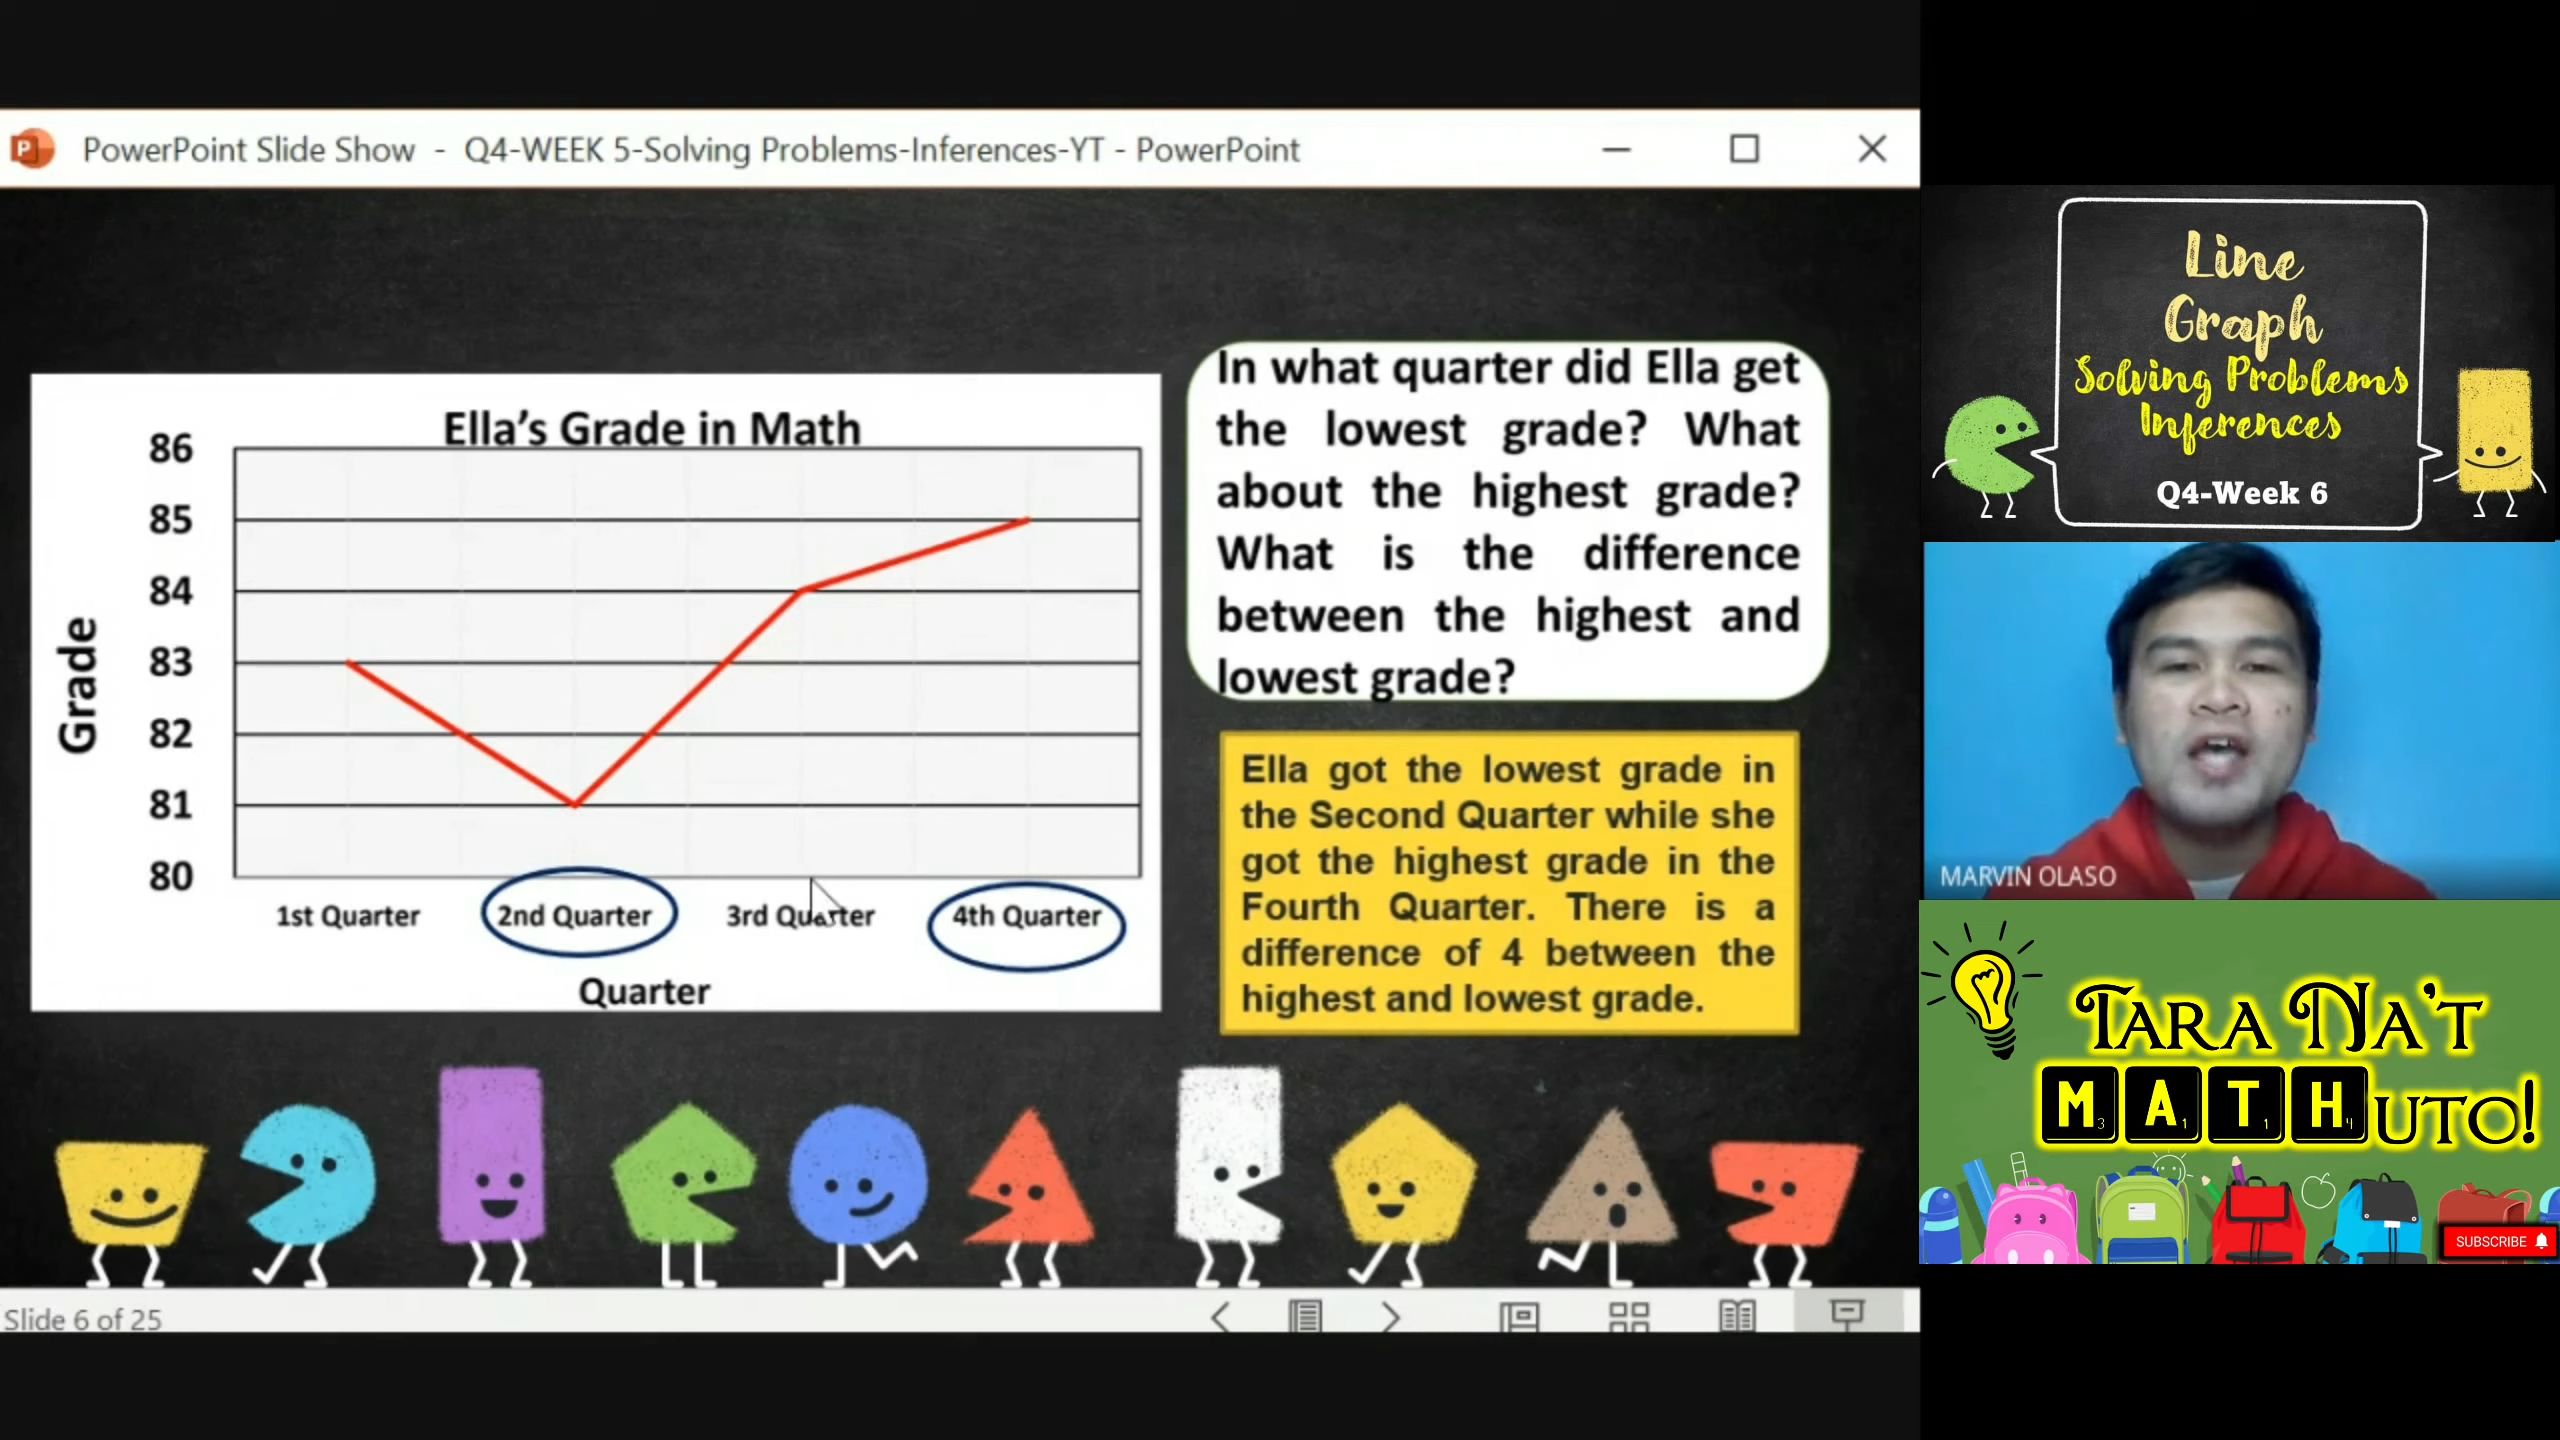 PowerPoint Slide Show - Q4-WEEK 5-Solving Problems-Inferences-YT - PowerPoint
Ella's Grade in Math
86
85
84
83
82
81
80
Grade
1st Quarter
2nd Quarter
3rd Quarter
4th Quarter
Quarter
In what quarter did Ella get
the lowest grade? What
about the highest grade?
What is the difference
between the highest and
lowest grade?
Ella got the lowest grade in
the Second Quarter while she
got the highest grade in the
Fourth Quarter. There is a
difference of 4 between the
highest and lowest grade.
Slide 6 of 25
Line
Graph
Solving Problems
Inferences
Q4-Week 6
MARVIN OLASO
TARA NA'T
MATHUTO!
SUBSCRIBE